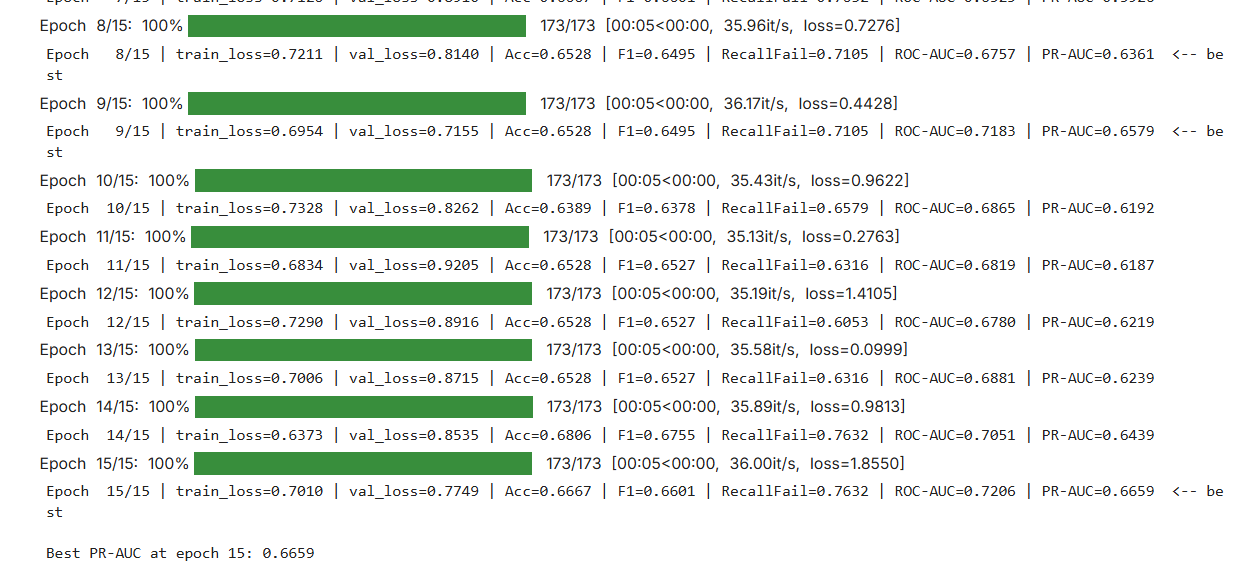 Epoch 8/15: 100% 173/173 [00:05<00:00, 35.96it/s, loss=0.7276]
Epoch 8/15 | train_loss=0.7211 | val_loss=0.8140 | Acc=0.6528 | F1=0.6495 | RecallFail=0.7105 | ROC-AUC=0.6757 | PR-AUC=0.6361 <-- be
st
Epoch 9/15: 100% 173/173 [00:05<00:00, 36.17it/s, loss=0.4428]
Epoch 9/15 | train_loss=0.6954 | val_loss=0.7155 | Acc=0.6528 | F1=0.6495 | RecallFail=0.7105 | ROC-AUC=0.7183 | PR-AUC=0.6579 <-- be
st
Epoch 10/15: 100% 173/173 [00:05<00:00, 35.43it/s, loss=0.9622]
Epoch 10/15 | train_loss=0.7328 | val_loss=0.8262 | Acc=0.6389 | F1=0.6378 | RecallFail=0.6579 | ROC-AUC=0.6865 | PR-AUC=0.6192
Epoch 11/15: 100% 173/173 [00:05<00:00, 35.13it/s, loss=0.2763]
Epoch 11/15 | train_loss=0.6834 | val_loss=0.9205 | Acc=0.6528 | F1=0.6527 | RecallFail=0.6316 | ROC-AUC=0.6819 | PR-AUC=0.6187
Epoch 12/15: 100% 173/173 [00:05<00:00, 35.19it/s, loss=1.4105]
Epoch 12/15 | train_loss=0.7290 | val_loss=0.8916 | Acc=0.6528 | F1=0.6527 | RecallFail=0.6053 | ROC-AUC=0.6780 | PR-AUC=0.6219
Epoch 13/15: 100% 173/173 [00:05<00:00, 35.58it/s, loss=0.0999]
Epoch 13/15 | train_loss=0.7006 | val_loss=0.8715 | Acc=0.6528 | F1=0.6527 | RecallFail=0.6316 | ROC-AUC=0.6881 | PR-AUC=0.6239
Epoch 14/15: 100% 173/173 [00:05<00:00, 35.89it/s, loss=0.9813]
Epoch 14/15 | train_loss=0.6373 | val_loss=0.8535 | Acc=0.6806 | F1=0.6755 | RecallFail=0.7632 | ROC-AUC=0.7051 | PR-AUC=0.6439
Epoch 15/15: 100% 173/173 [00:05<00:00, 36.00it/s, loss=1.8550]
Epoch 15/15 | train_loss=0.7010 | val_loss=0.7749 | Acc=0.6667 | F1=0.6601 | RecallFail=0.7632 | ROC-AUC=0.7206 | PR-AUC=0.6659 <-- be
st
Best PR-AUC at epoch 15: 0.6659